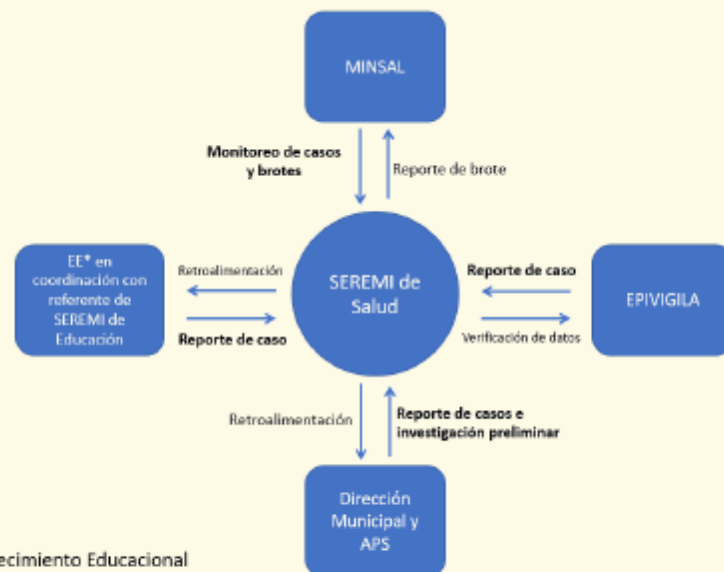 MINSAL
Monitoreo de casos
y brotes
Reporte de brote
EE* en
coordinación con
referente de
SEREMI de
Educación
Retroalimentación
Reporte de caso
SEREMI de
Salud
Reporte de caso
Verificación de datos
EPIVIGILA
Retroalimentación
Reporte de casos e
investigación preliminar
Dirección
Municipal y
APS
ecimiento Educacional